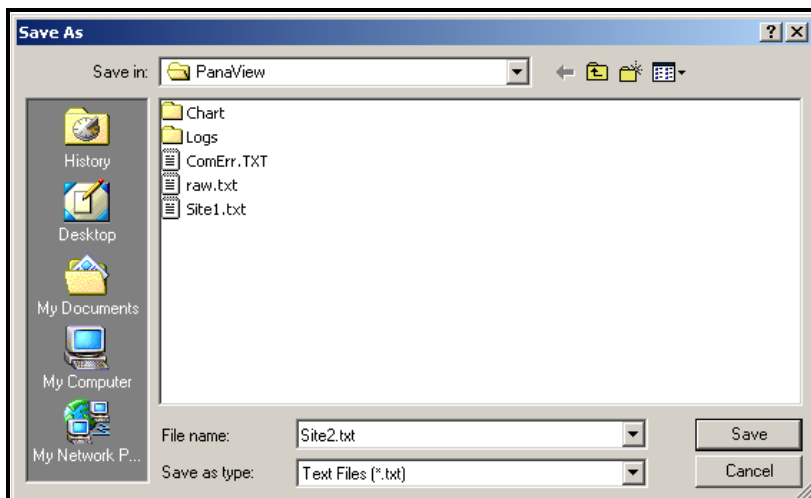 Save As
Save in: PanaView
Chart
Logs
ComErr.TXT
raw.txt
Site1.txt
History
Desktop
My Documents
My Computer
My Network P...
File name: Site2.txt Save
Save as type: Text Files (*.txt) Cancel